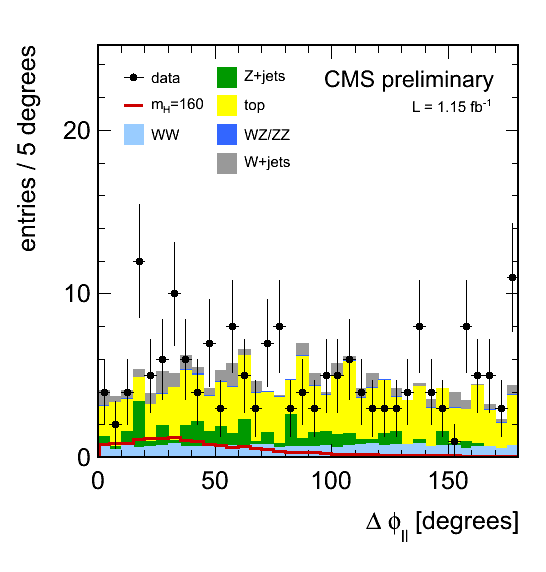 entries / 5 degrees
CMS preliminary
L = 1.15 fb⁻¹
data
m_H=160
WW
Z+jets
top
WZ/ZZ
W+jets
20
10
0
0 50 100 150
Δ ϕ_ll [degrees]